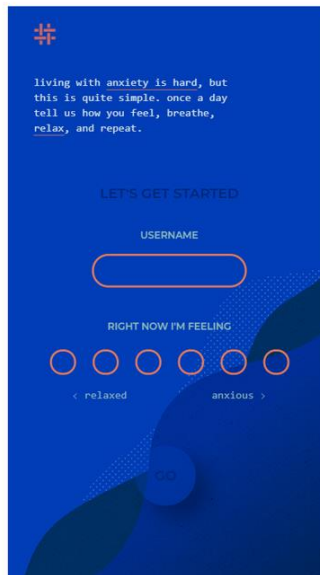 living with anxiety is hard, but
this is quite simple. once a day
tell us how you feel, breathe,
relax, and repeat.
LET'S GET STARTED
USERNAME
RIGHT NOW I'M FEELING
< relaxed anxious >
GO